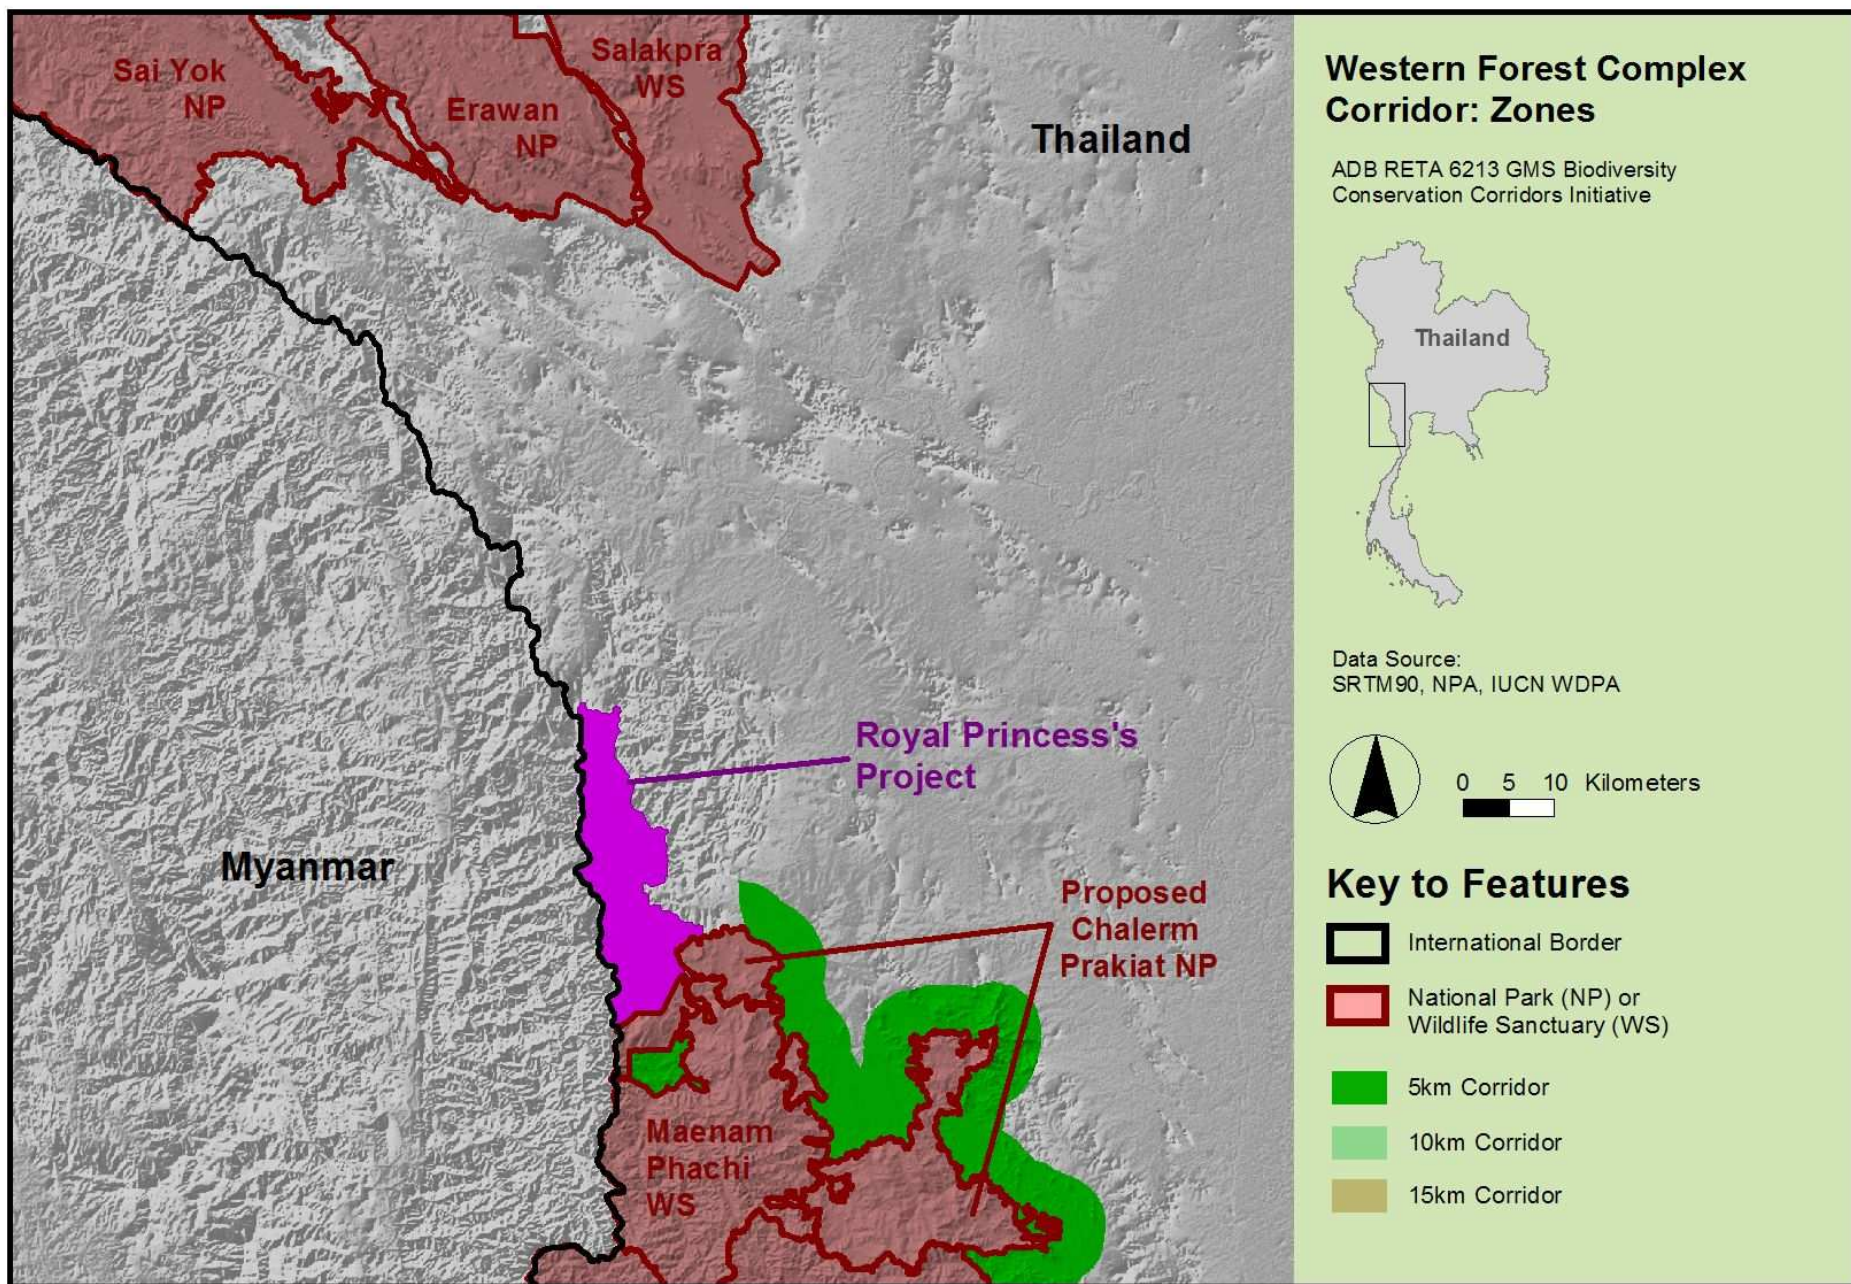 Sai Yok
NP
Erawan
NP
Salakpra
WS
Thailand
Myanmar
Royal Princess's
Project
Proposed
Chalerm
Prakiat NP
Maenam
Phachi
WS
Western Forest Complex
Corridor: Zones
ADB RETA 6213 GMS Biodiversity
Conservation Corridors Initiative
Thailand
Data Source:
SRTM90, NPA, IUCN WDPA
0 5 10 Kilometers
Key to Features
International Border
National Park (NP) or
Wildlife Sanctuary (WS)
5km Corridor
10km Corridor
15km Corridor